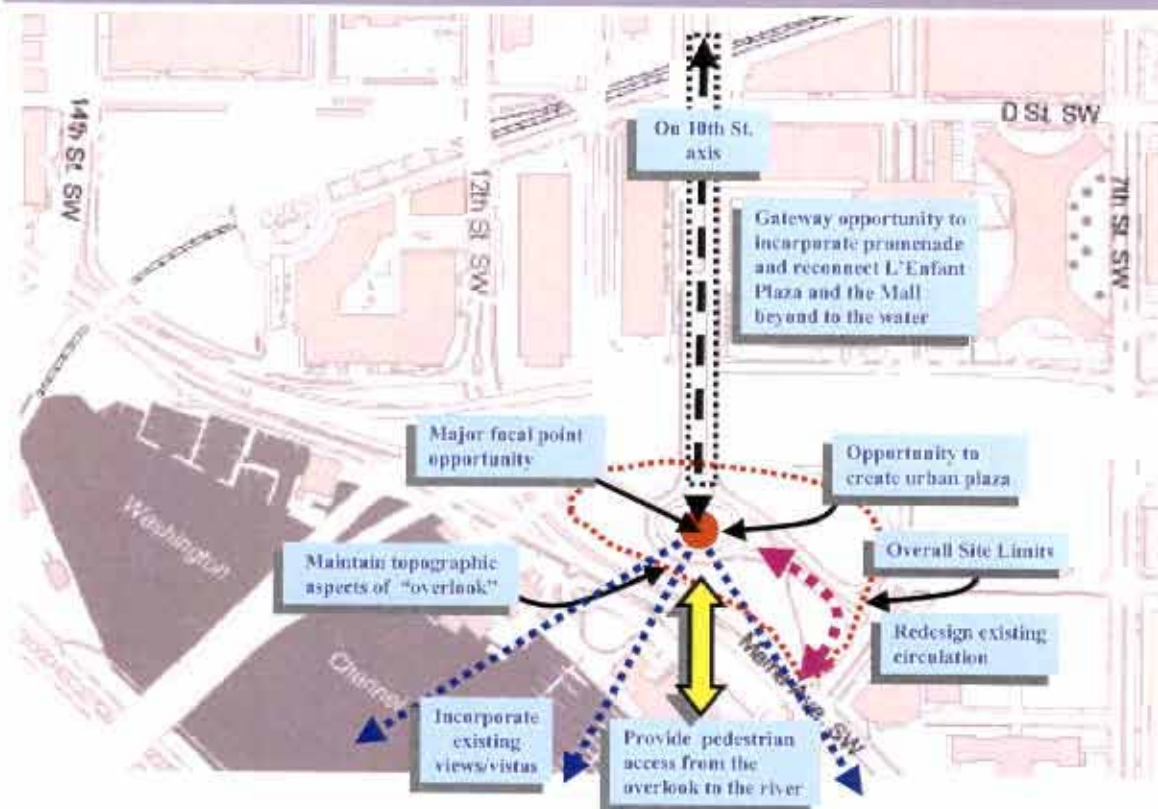 14th St. SW
12th St. SW
D St. SW
7th St. SW
On 10th St.
axis
Gateway opportunity to
incorporate promenade
and reconnect L'Enfant
Plaza and the Mall
beyond to the water
Major focal point
opportunity
Opportunity to
create urban plaza
Washington
Channel
Maintain topographic
aspects of "overlook"
Overall Site Limits
Redesign existing
circulation
Incorporate
existing
views/vistas
Provide pedestrian
access from the
overlook to the river
Ave SW